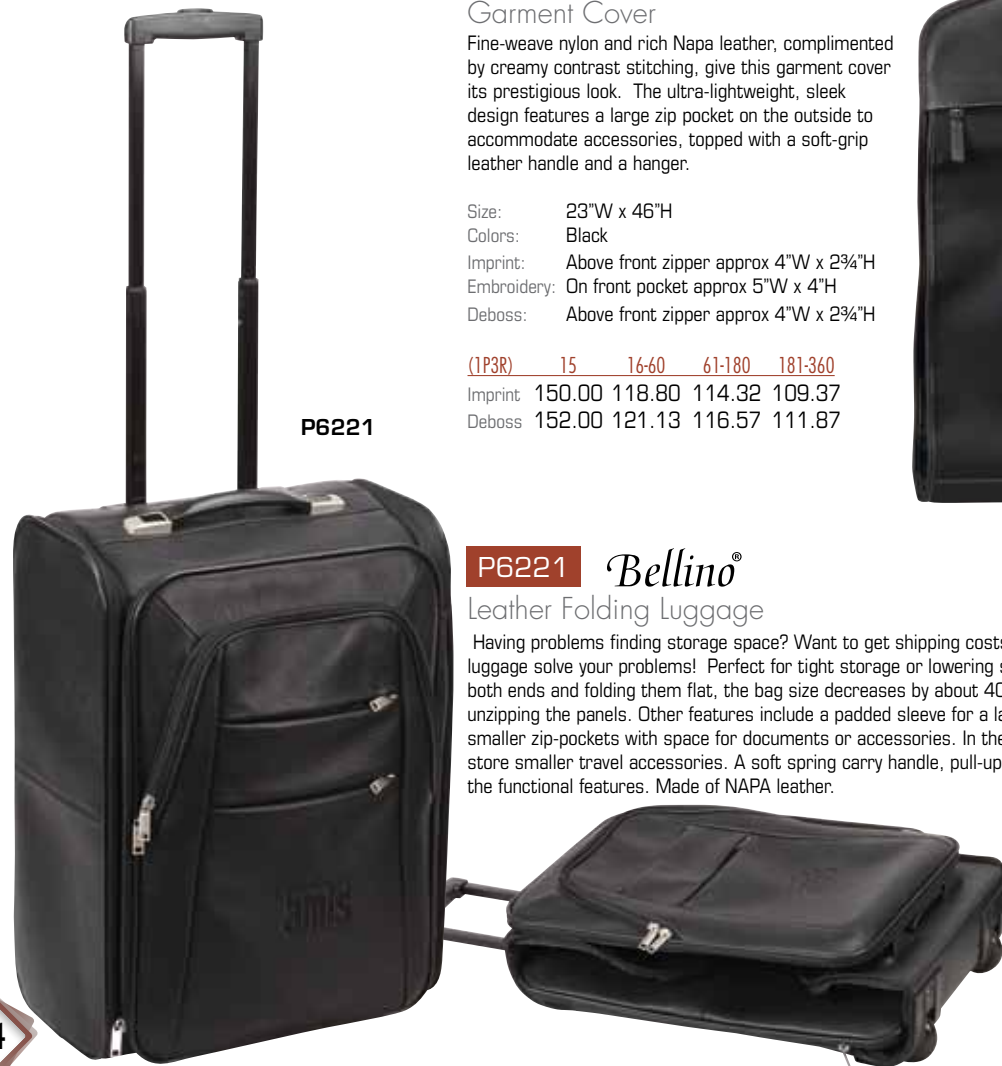 Garment Cover
Fine-weave nylon and rich Napa leather, complimented
by creamy contrast stitching, give this garment cover
its prestigious look. The ultra-lightweight, sleek
design features a large zip pocket on the outside to
accommodate accessories, topped with a soft-grip
leather handle and a hanger.
Size: 23”W x 46”H
Colors: Black
Imprint: Above front zipper approx 4”W x 2¾”H
Embroidery: On front pocket approx 5”W x 4”H
Deboss: Above front zipper approx 4”W x 2¾”H
(1P3R) 15 16-60 61-180 181-360
Imprint 150.00 118.80 114.32 109.37
Deboss 152.00 121.13 116.57 111.87
P6221
P6221 Bellino®
Leather Folding Luggage
Having problems finding storage space? Want to get shipping costs
luggage solve your problems! Perfect for tight storage or lowering s
both ends and folding them flat, the bag size decreases by about 40
unzipping the panels. Other features include a padded sleeve for a la
smaller zip-pockets with space for documents or accessories. In the
store smaller travel accessories. A soft spring carry handle, pull-up
the functional features. Made of NAPA leather.
4